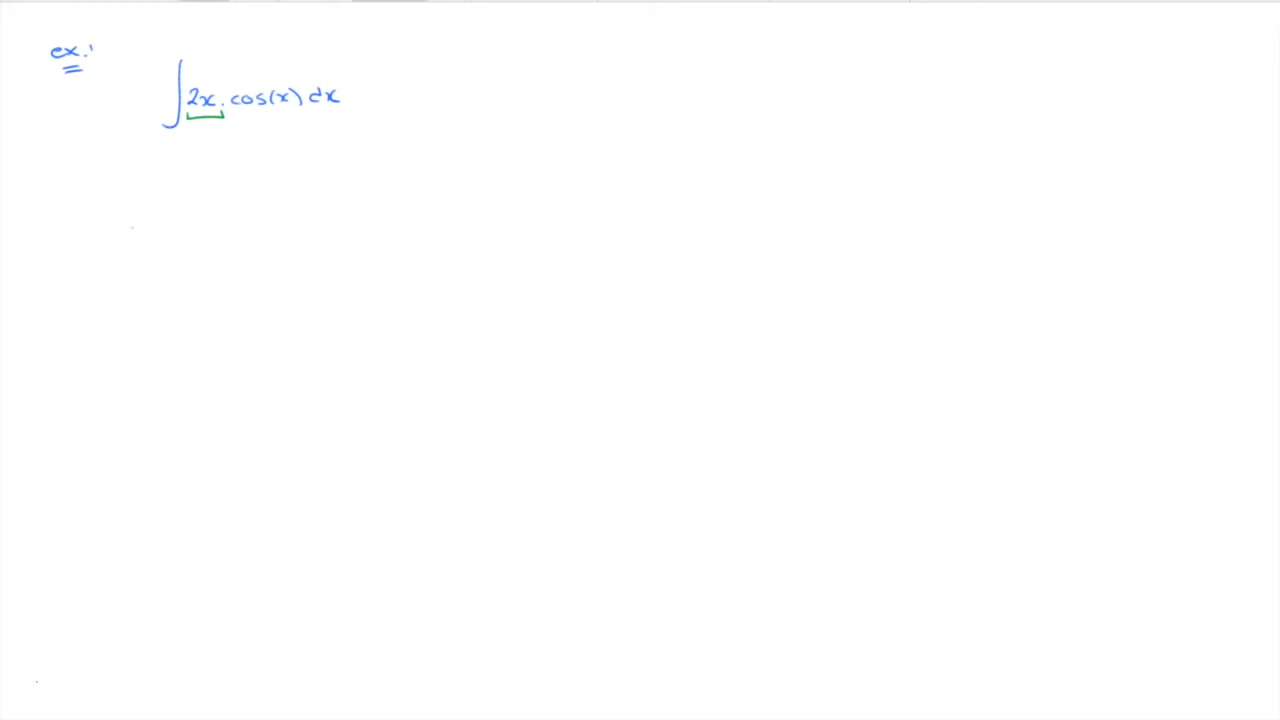 ex:
∫ 2x . cos(x) dx